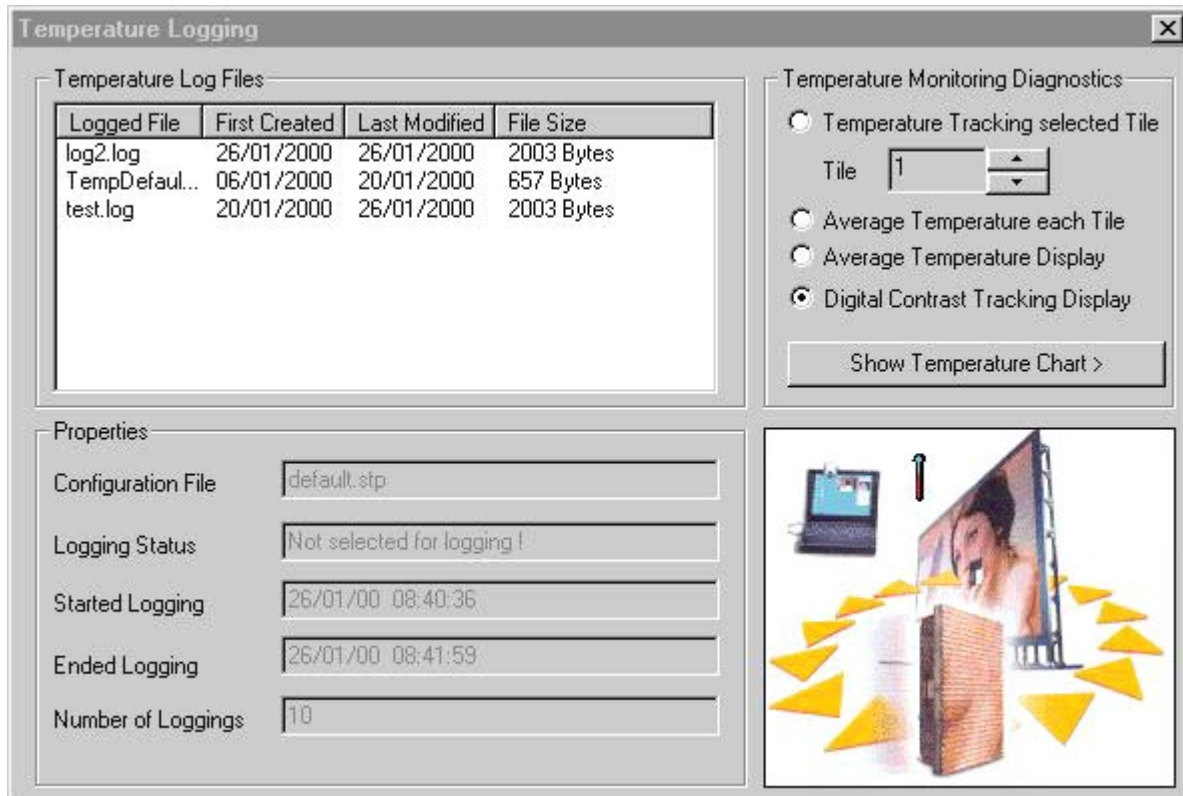 Temperature Logging
Temperature Log Files
Logged File First Created Last Modified File Size
log2.log 26/01/2000 26/01/2000 2003 Bytes
TempDefaul... 06/01/2000 20/01/2000 657 Bytes
test.log 20/01/2000 26/01/2000 2003 Bytes
Temperature Monitoring Diagnostics
Temperature Tracking selected Tile
Tile 1
Average Temperature each Tile
Average Temperature Display
Digital Contrast Tracking Display
Show Temperature Chart >
Properties
Configuration File default.stp
Logging Status Not selected for logging !
Started Logging 26/01/00 08:40:36
Ended Logging 26/01/00 08:41:59
Number of Loggings 10